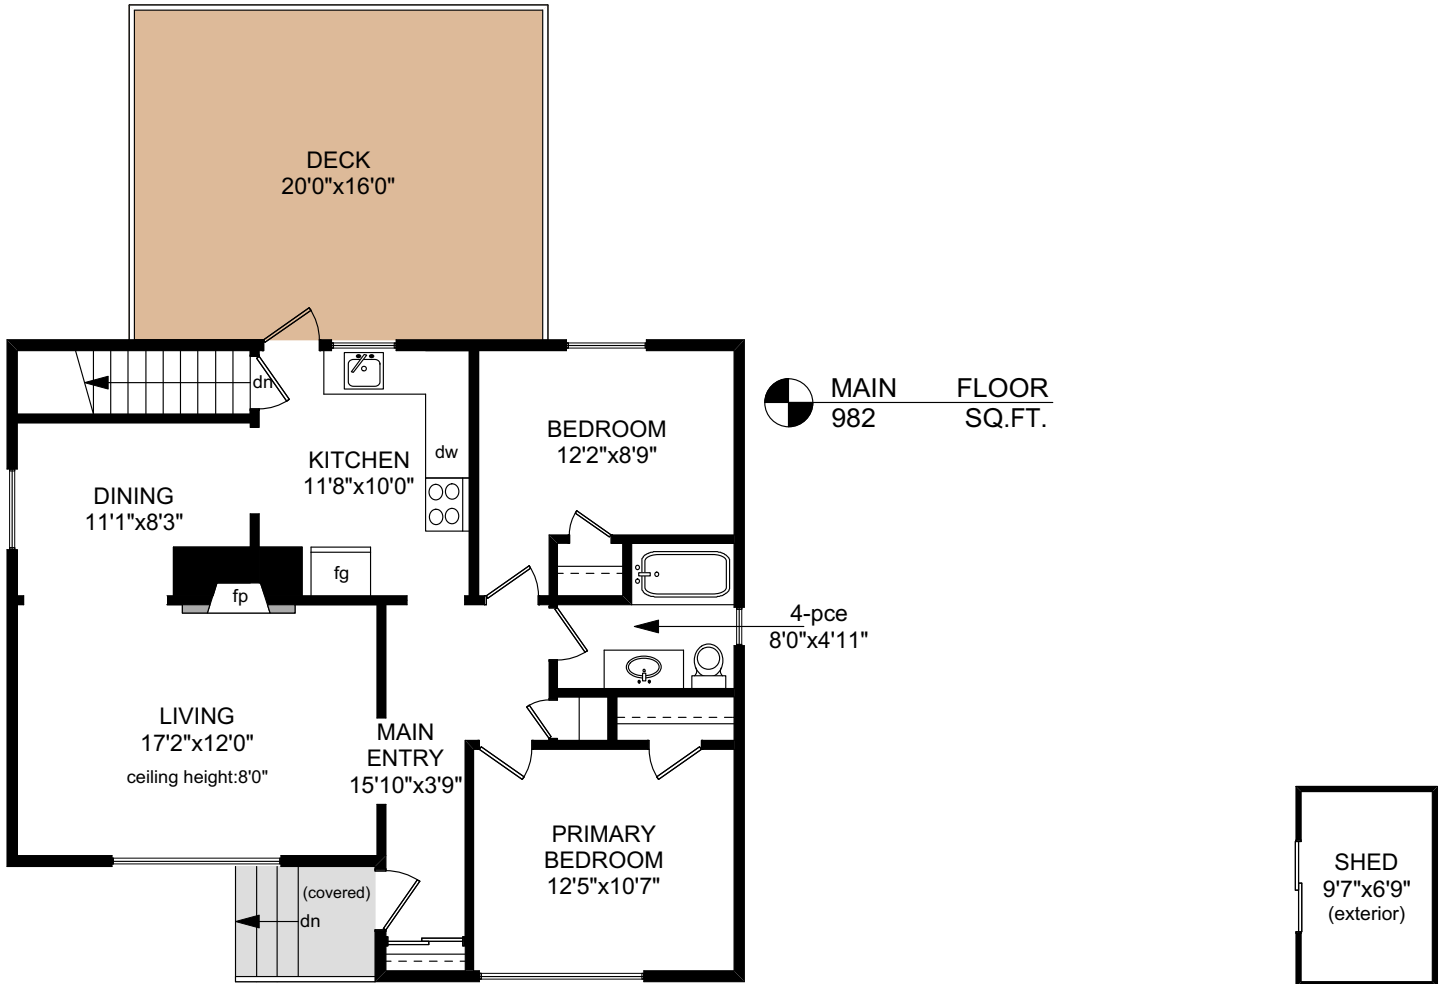 DECK
20'0"x16'0"
dn
MAIN FLOOR
982 SQ.FT.
BEDROOM
12'2"x8'9"
KITCHEN
11'8"x10'0"
dw
DINING
11'1"x8'3"
fg
fp
4-pce
8'0"x4'11"
LIVING
17'2"x12'0"
ceiling height:8'0"
MAIN
ENTRY
15'10"x3'9"
PRIMARY
BEDROOM
12'5"x10'7"
(covered)
dn
SHED
9'7"x6'9"
(exterior)